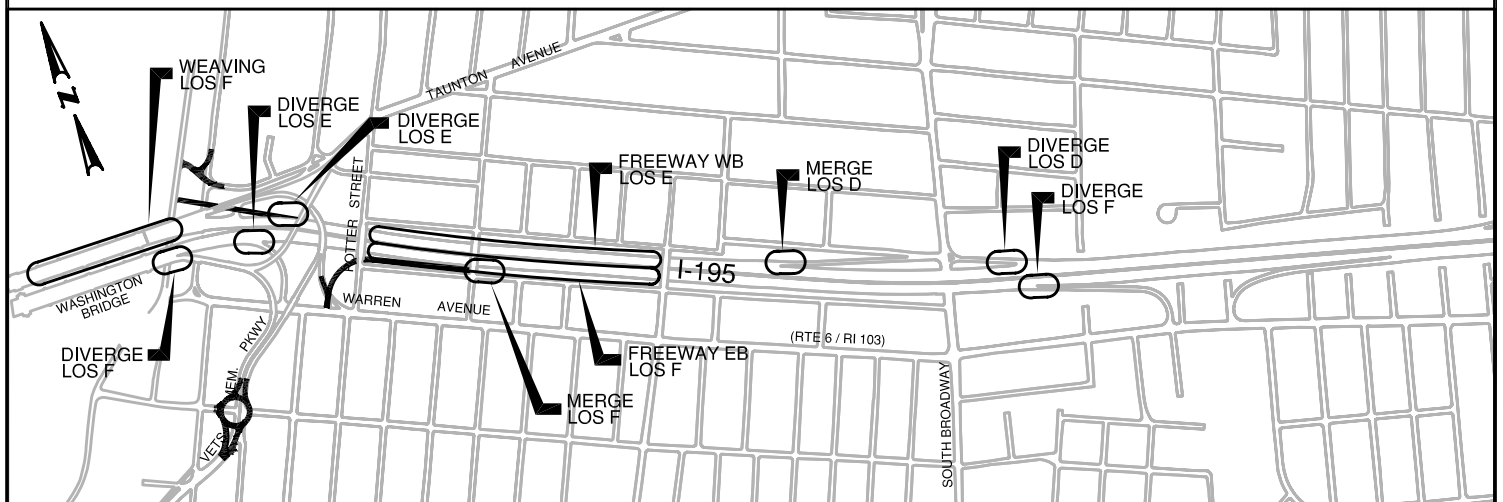 WEAVING
LOS F
DIVERGE
LOS E
DIVERGE
LOS E
TAUNTON AVENUE
N
POTTER STREET
FREEWAY WB
LOS E
MERGE
LOS D
DIVERGE
LOS D
DIVERGE
LOS F
I-195
WASHINGTON
BRIDGE
WARREN AVENUE
(RTE 6 / RI 103)
DIVERGE
LOS F
FREEWAY EB
LOS F
MERGE
LOS F
VETS. MEM. PKWY
SOUTH BROADWAY